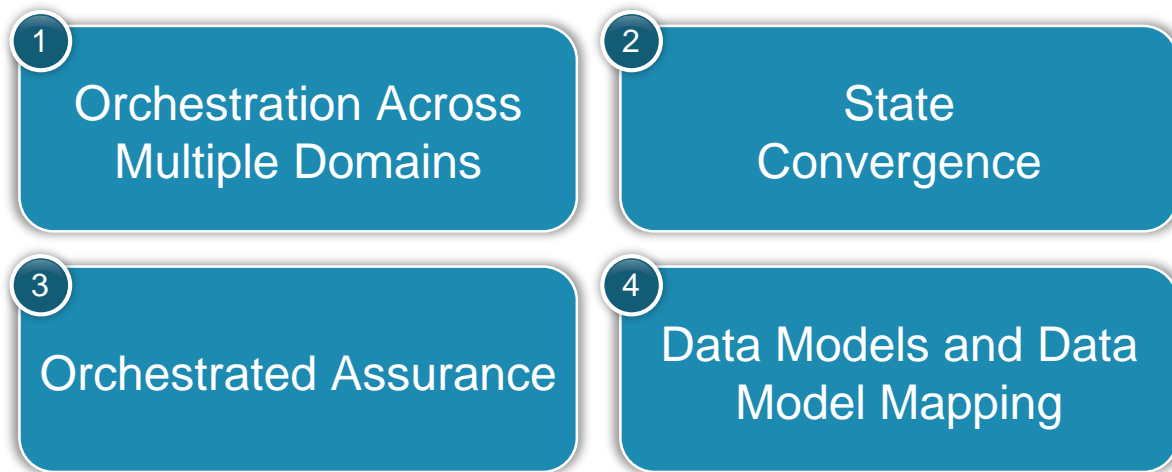 1
Orchestration Across
Multiple Domains
2
State
Convergence
3
Orchestrated Assurance
4
Data Models and Data
Model Mapping